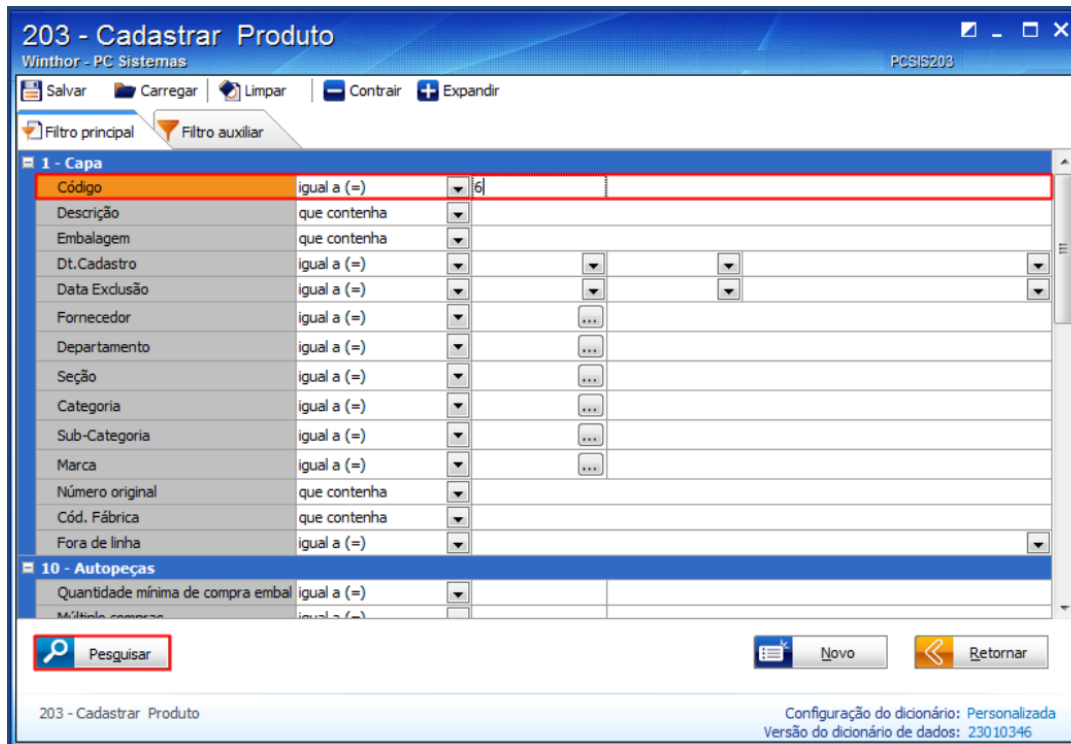 203 - Cadastrar Produto
Winthor - PC Sistemas PCSIS203
Salvar Carregar Limpar Contrair Expandir
Filtro principal Filtro auxiliar
1 - Capa
Código igual a (=) 6
Descrição que contenha
Embalagem que contenha
Dt.Cadastro igual a (=)
Data Exclusão igual a (=)
Fornecedor igual a (=) ...
Departamento igual a (=) ...
Seção igual a (=) ...
Categoria igual a (=) ...
Sub-Categoria igual a (=) ...
Marca igual a (=) ...
Número original que contenha
Cód. Fábrica que contenha
Fora de linha igual a (=)
10 - Autopeças
Quantidade mínima de compra embal igual a (=)
Múltiplo compras igual a (=)
Pesquisar Novo Retornar
203 - Cadastrar Produto Configuração do dicionário: Personalizada
Versão do dicionário de dados: 23010346